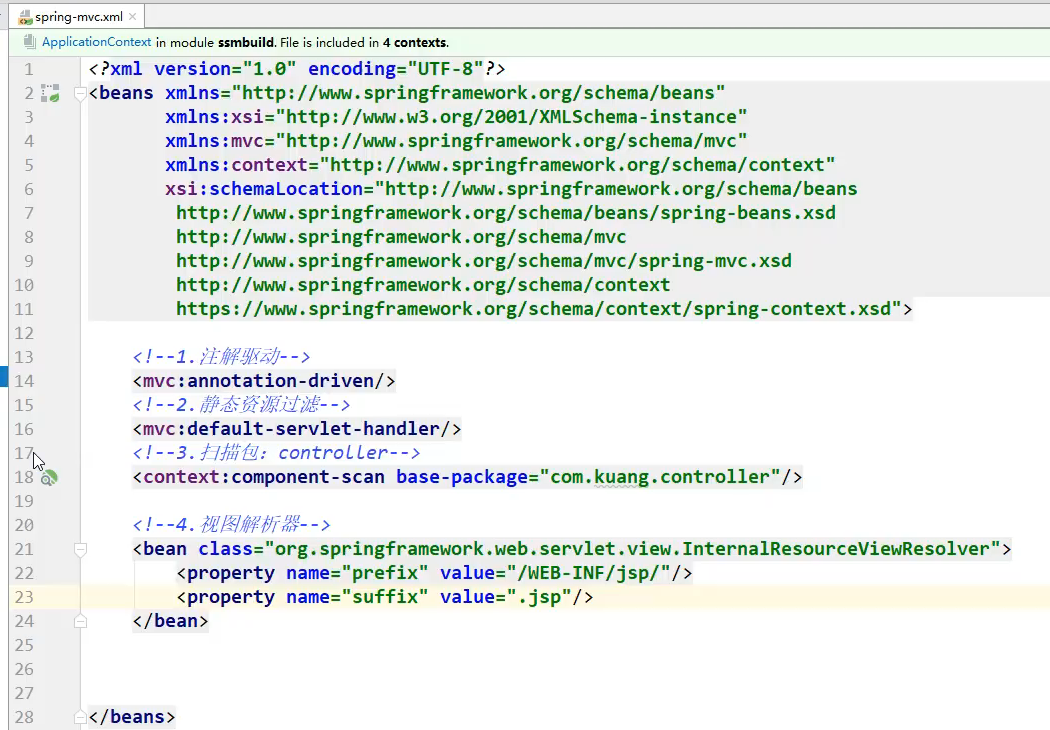 spring-mvc.xml
ApplicationContext in module ssmbuild. File is included in 4 contexts.
1 <?xml version="1.0" encoding="UTF-8"?>
2 <beans xmlns="http://www.springframework.org/schema/beans"
3 xmlns:xsi="http://www.w3.org/2001/XMLSchema-instance"
4 xmlns:mvc="http://www.springframework.org/schema/mvc"
5 xmlns:context="http://www.springframework.org/schema/context"
6 xsi:schemaLocation="http://www.springframework.org/schema/beans
7 http://www.springframework.org/schema/beans/spring-beans.xsd
8 http://www.springframework.org/schema/mvc
9 http://www.springframework.org/schema/mvc/spring-mvc.xsd
10 http://www.springframework.org/schema/context
11 https://www.springframework.org/schema/context/spring-context.xsd">
12
13 <!--1.注解驱动-->
14 <mvc:annotation-driven/>
15 <!--2.静态资源过滤-->
16 <mvc:default-servlet-handler/>
17 <!--3.扫描包：controller-->
18 <context:component-scan base-package="com.kuang.controller"/>
19
20 <!--4.视图解析器-->
21 <bean class="org.springframework.web.servlet.view.InternalResourceViewResolver">
22 <property name="prefix" value="/WEB-INF/jsp/"/>
23 <property name="suffix" value=".jsp"/>
24 </bean>
25
26
27
28 </beans>